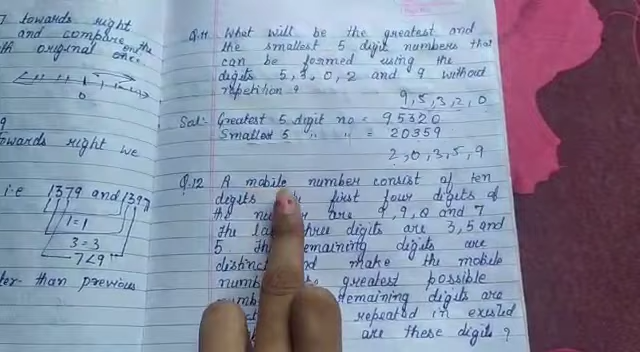 7 towards right
and compare on the
with original one.
0
towards right we
i.e 1379 and 1397
1=1
3=3
7<9
than previous
Q.11 What will be the greatest and
the smallest 5 digit numbers that
can be formed using the
digits 5,3,0,2 and 9 without
repetition?
9,5,3,2,0
Sol:- Greatest 5 digit no = 95320
Smallest 5 " " = 20359
2,0,3,5,9
Q.12 A mobile number consist of ten
digits first four digits of
the are 9,9,8 and 7
The digits are 3,5 and
5 remaining digits are
distinct make the mobile
greatest possible
remaining digits are
repeated in existed
are these digits?